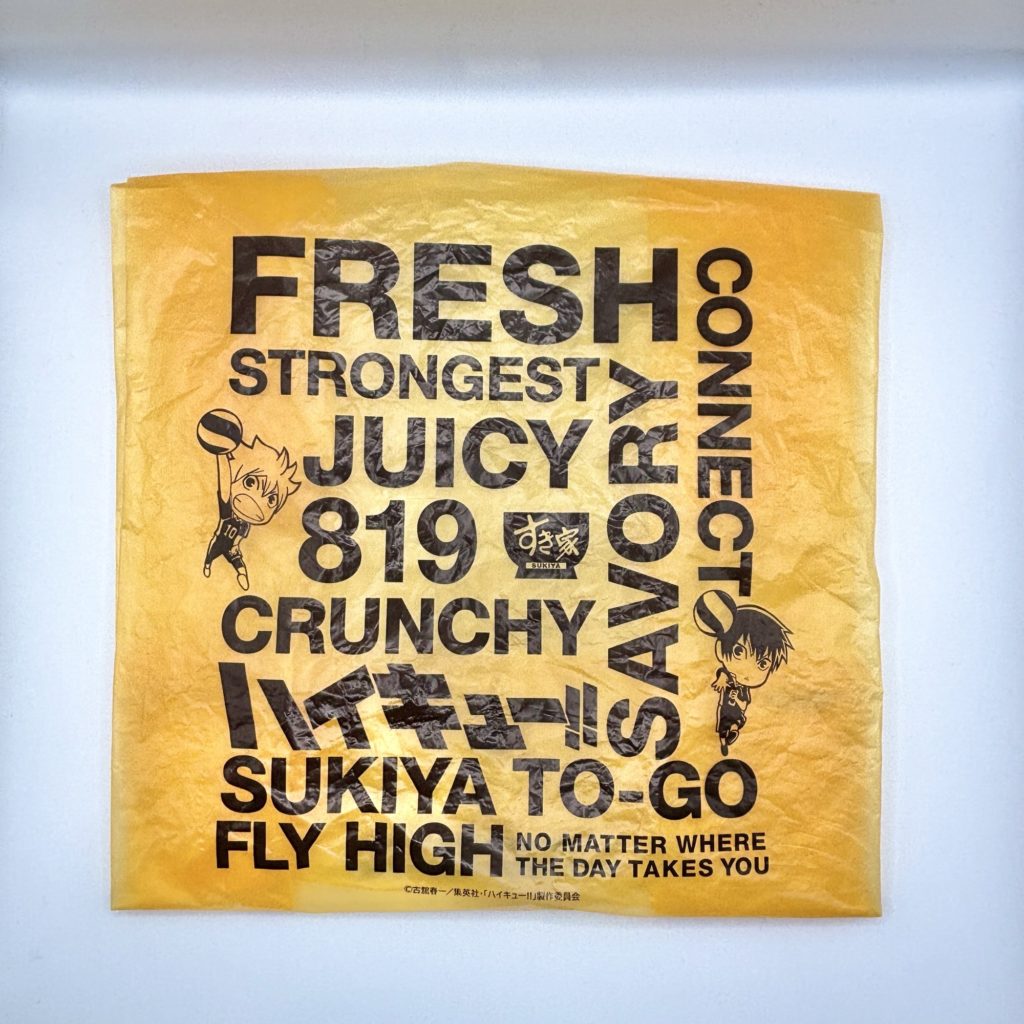 FRESH
CONNECT
STRONGEST
SAVORY
JUICY
819
すき家
SUKIYA
10
CRUNCHY
ハイキュー!!
SUKIYA TO-GO
FLY HIGH
NO MATTER WHERE
THE DAY TAKES YOU
©古舘春一/集英社・「ハイキュー!!」製作委員会